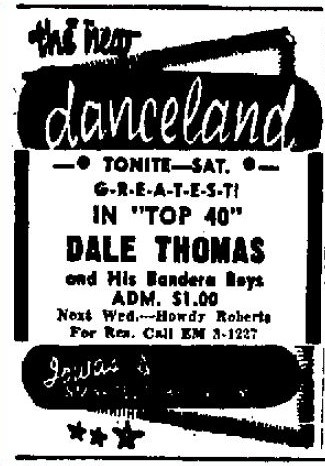 the new
danceland
TONITE—SAT.
G-R-E-A-T-E-S-T!
IN "TOP 40"
DALE THOMAS
and His Bandera Boys
ADM. $1.00
Next Wed.—Howdy Roberts
For Res. Call EM 3-1227
Iowa's